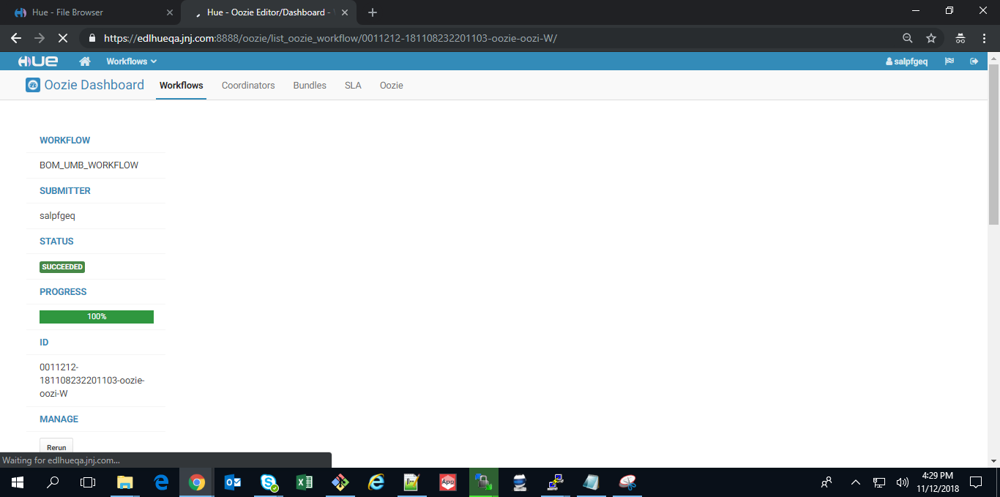 Hue - File Browser
Hue - Oozie Editor/Dashboard -
https://edlhueqa.jnj.com:8888/oozie/list_oozie_workflow/0011212-181108232201103-oozie-oozi-W/
HUE
Workflows
salpfgeq
Oozie Dashboard
Workflows
Coordinators
Bundles
SLA
Oozie
WORKFLOW
BOM_UMB_WORKFLOW
SUBMITTER
salpfgeq
STATUS
SUCCEEDED
PROGRESS
100%
ID
0011212-
181108232201103-oozie-
oozi-W
MANAGE
Rerun
Waiting for edlhueqa.jnj.com...
4:29 PM
11/12/2018